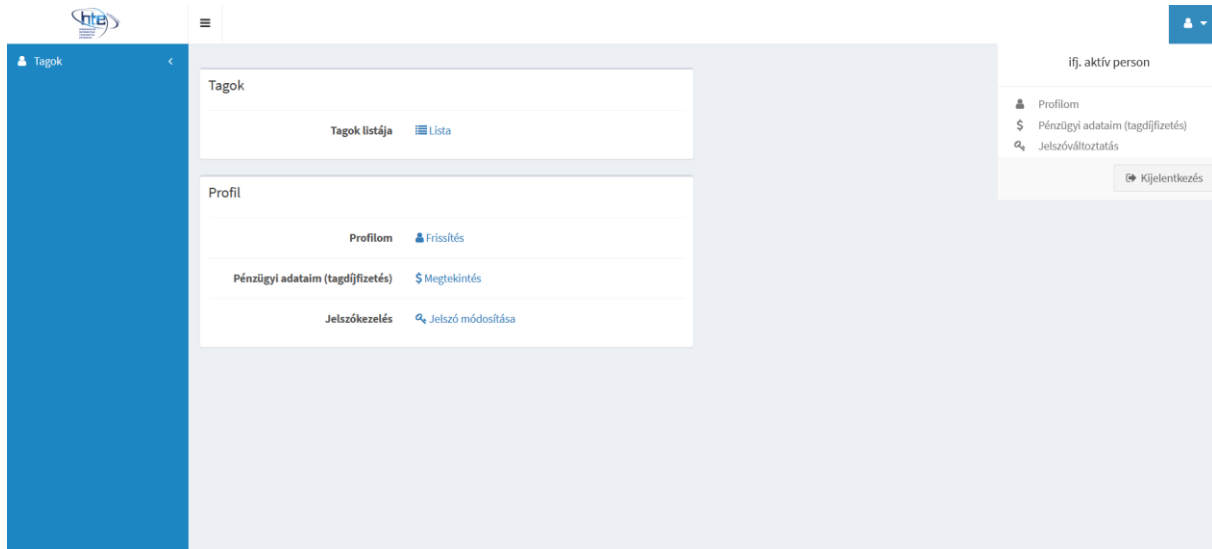 hte
Tagok
ifj. aktív person
Profilom
Pénzügyi adataim (tagdíjfizetés)
Jelszóváltoztatás
Kijelentkezés
Tagok
Tagok listája Lista
Profil
Profilom Frissítés
Pénzügyi adataim (tagdíjfizetés) Megtekintés
Jelszókezelés Jelszó módosítása